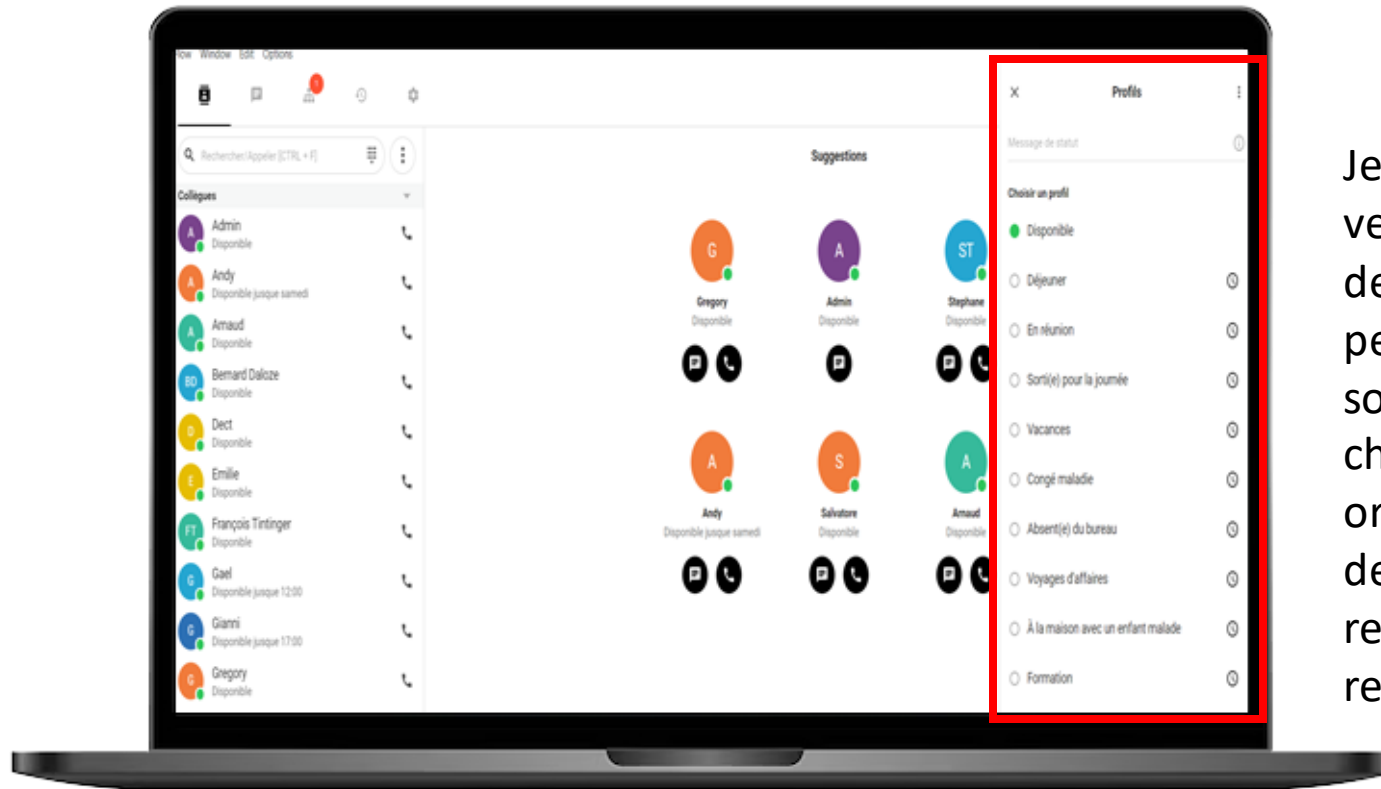 Window Edit Options
1
Rechercher/Appeler [CTRL + F]
Collègues
A
Admin
Disponible
A
Andy
Disponible jusque samedi
A
Arnaud
Disponible
BD
Bernard Daloze
Disponible
D
Dect
Disponible
E
Emilie
Disponible
FT
François Tintinger
Disponible
G
Gael
Disponible jusque 12:00
G
Gianni
Disponible jusque 17:00
G
Gregory
Disponible
Suggestions
G
Gregory
Disponible
A
Admin
Disponible
ST
Stephane
Disponible
A
Andy
Disponible jusque samedi
S
Salvatore
Disponible
A
Arnaud
Disponible
Profils
Message de statut
Choisir un profil
Disponible
Déjeuner
En réunion
Sorti(e) pour la journée
Vacances
Congé maladie
Absent(e) du bureau
Voyages d'affaires
À la maison avec un enfant malade
Formation
Je
ve
de
pe
so
ch
or
de
re
re